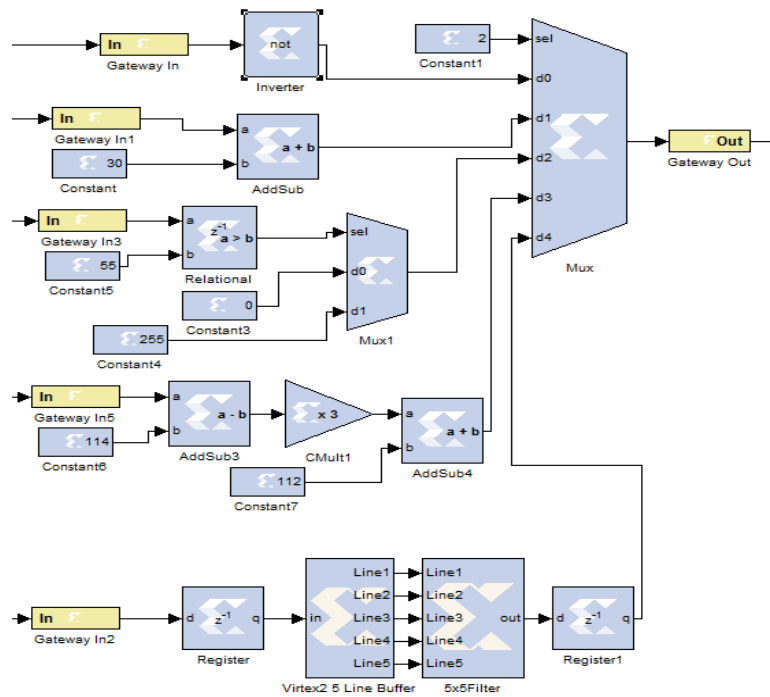 In
Gateway In
not
Inverter
2
Constant1
sel
d0
d1
d2
d3
d4
Mux
Out
Gateway Out
In
Gateway In1
30
Constant
a
b
a + b
AddSub
In
Gateway In3
55
Constant5
a
b
z-1
a > b
Relational
0
Constant3
255
Constant4
sel
d0
d1
Mux1
In
Gateway In5
114
Constant6
a
b
a - b
AddSub3
x 3
CMult1
112
Constant7
a
b
a + b
AddSub4
In
Gateway In2
d
z-1
q
Register
in
Line1
Line2
Line3
Line4
Line5
Virtex2 5 Line Buffer
Line1
Line2
Line3
Line4
Line5
out
5x5Filter
d
z-1
q
Register1